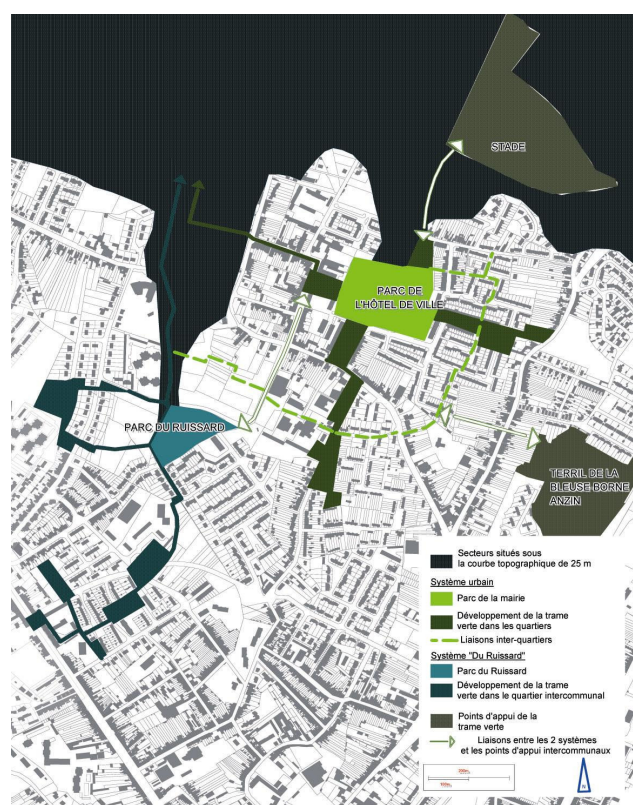 STADE
PARC DE
L'HÔTEL DE VILLE
PARC DU RUISSARD
TERRIL DE LA
BLEUSE-BORNE
ANZIN
Secteurs situés sous
la courbe topographique de 25 m
Système urbain
Parc de la mairie
Développement de la trame
verte dans les quartiers
Liaisons inter-quartiers
Système "Du Ruissard"
Parc du Ruissard
Développement de la trame
verte dans le quartier intercommunal
Points d'appui de la
trame verte
Liaisons entre les 2 systèmes
et les points d'appui intercommunaux
N